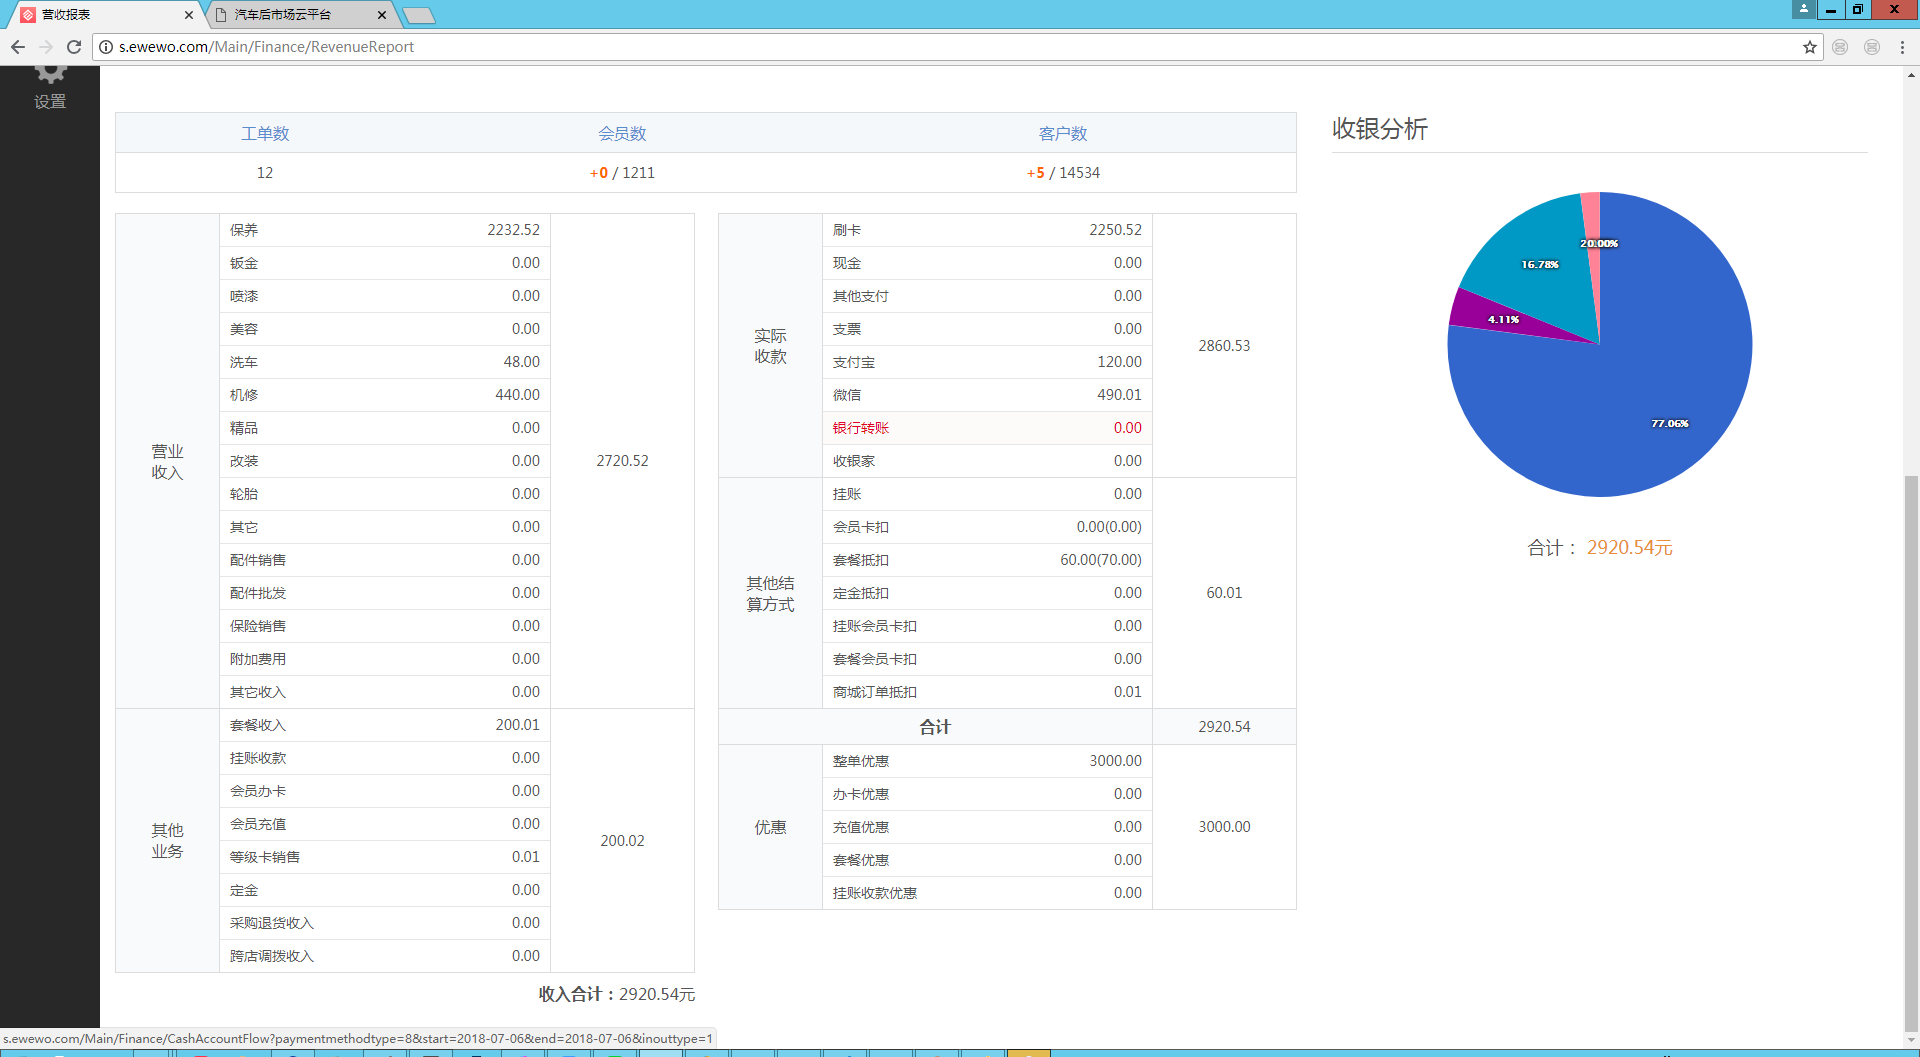 营收报表
汽车后市场云平台
s.ewewo.com/Main/Finance/RevenueReport
设置
工单数 会员数 客户数
12 +0 / 1211 +5 / 14534
营业
收入
保养 2232.52
钣金 0.00
喷漆 0.00
美容 0.00
洗车 48.00
机修 440.00
精品 0.00
改装 0.00
轮胎 0.00
其它 0.00
配件销售 0.00
配件批发 0.00
保险销售 0.00
附加费用 0.00
其它收入 0.00
2720.52
其他
业务
套餐收入 200.01
挂账收款 0.00
会员办卡 0.00
会员充值 0.00
等级卡销售 0.01
定金 0.00
采购退货收入 0.00
跨店调拨收入 0.00
200.02
收入合计：2920.54元
实际
收款
刷卡 2250.52
现金 0.00
其他支付 0.00
支票 0.00
支付宝 120.00
微信 490.01
银行转账 0.00
收银家 0.00
2860.53
其他结
算方式
挂账 0.00
会员卡扣 0.00(0.00)
套餐抵扣 60.00(70.00)
定金抵扣 0.00
挂账会员卡扣 0.00
套餐会员卡扣 0.00
商城订单抵扣 0.01
60.01
合计 2920.54
优惠
整单优惠 3000.00
办卡优惠 0.00
充值优惠 0.00
套餐优惠 0.00
挂账收款优惠 0.00
3000.00
收银分析
20.00%
16.78%
4.11%
77.06%
合计： 2920.54元
s.ewewo.com/Main/Finance/CashAccountFlow?paymentmethodtype=8&start=2018-07-06&end=2018-07-06&inouttype=1